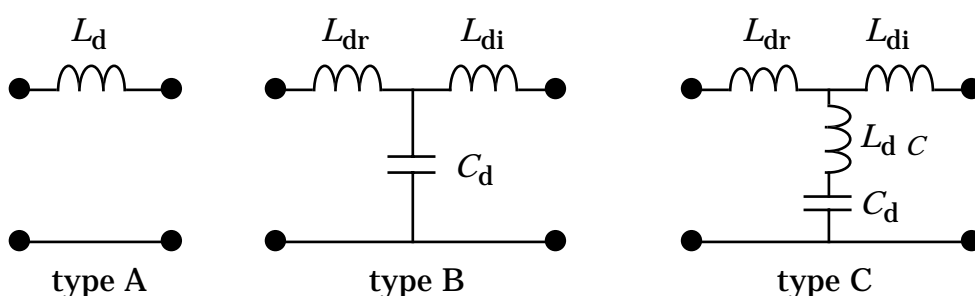 Ld
Ldr
Ldi
Cd
Ldr
Ldi
Ld C
Cd
type A
type B
type C